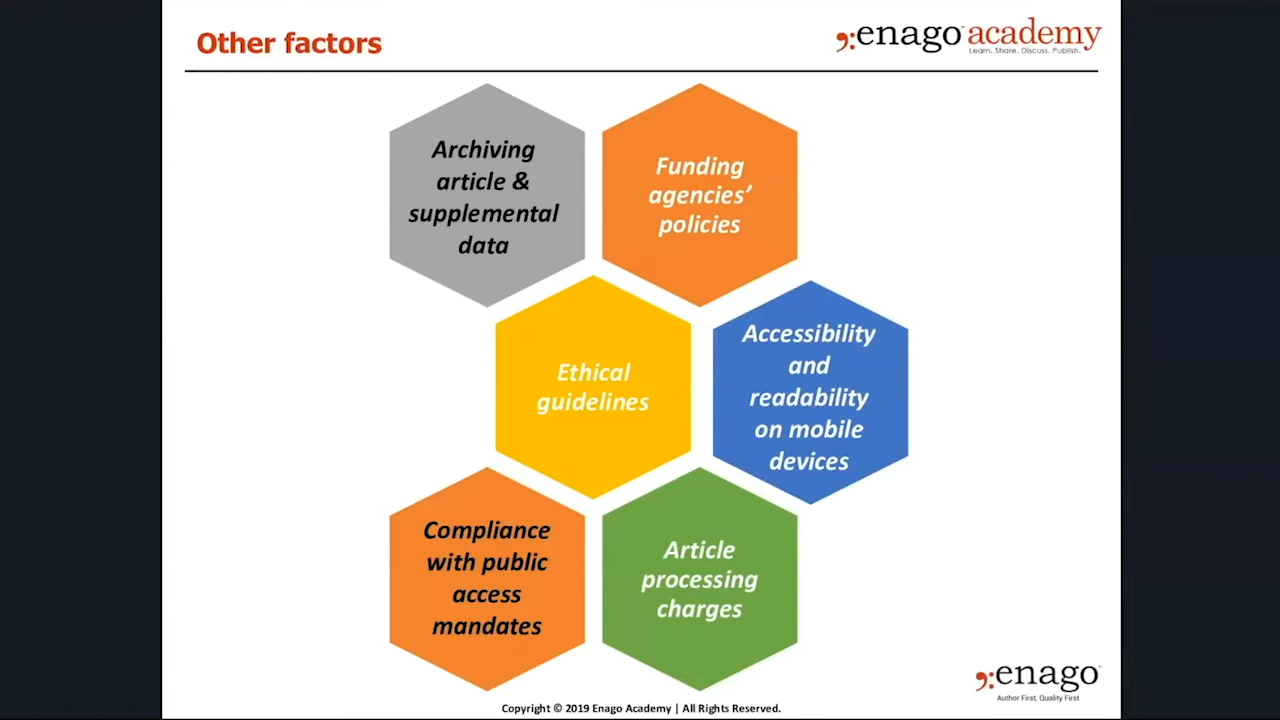 Other factors
enago academy
Learn. Share. Discuss. Publish.
Archiving
article &
supplemental
data
Funding
agencies’
policies
Ethical
guidelines
Accessibility
and
readability
on mobile
devices
Compliance
with public
access
mandates
Article
processing
charges
enago
Author First, Quality First
Copyright © 2019 Enago Academy | All Rights Reserved.